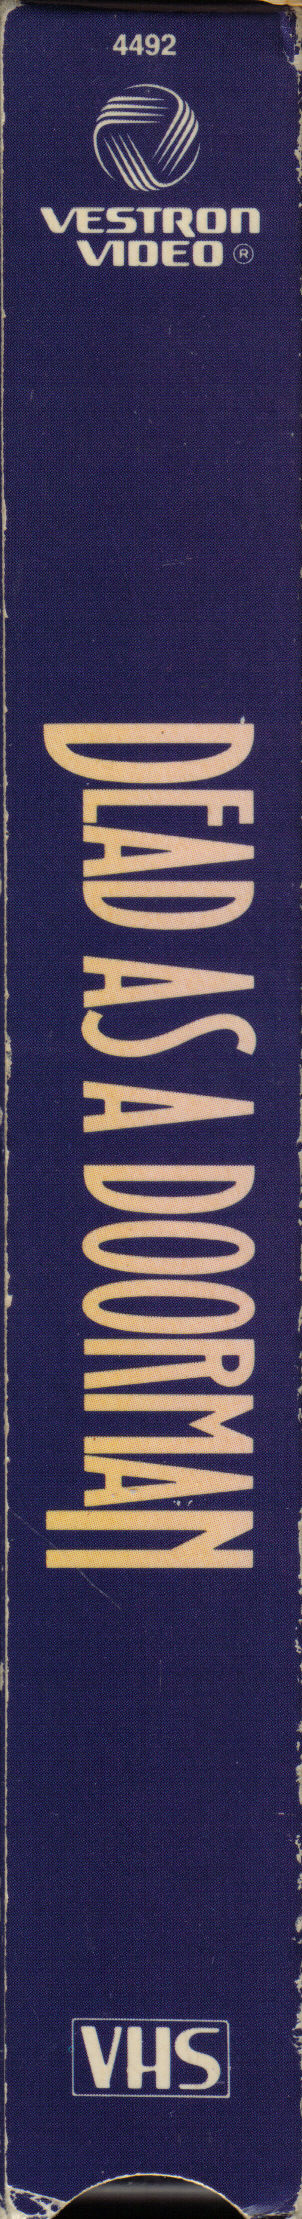 4492
VESTRON
VIDEO ®
DEAD AS A DOORMAN
VHS